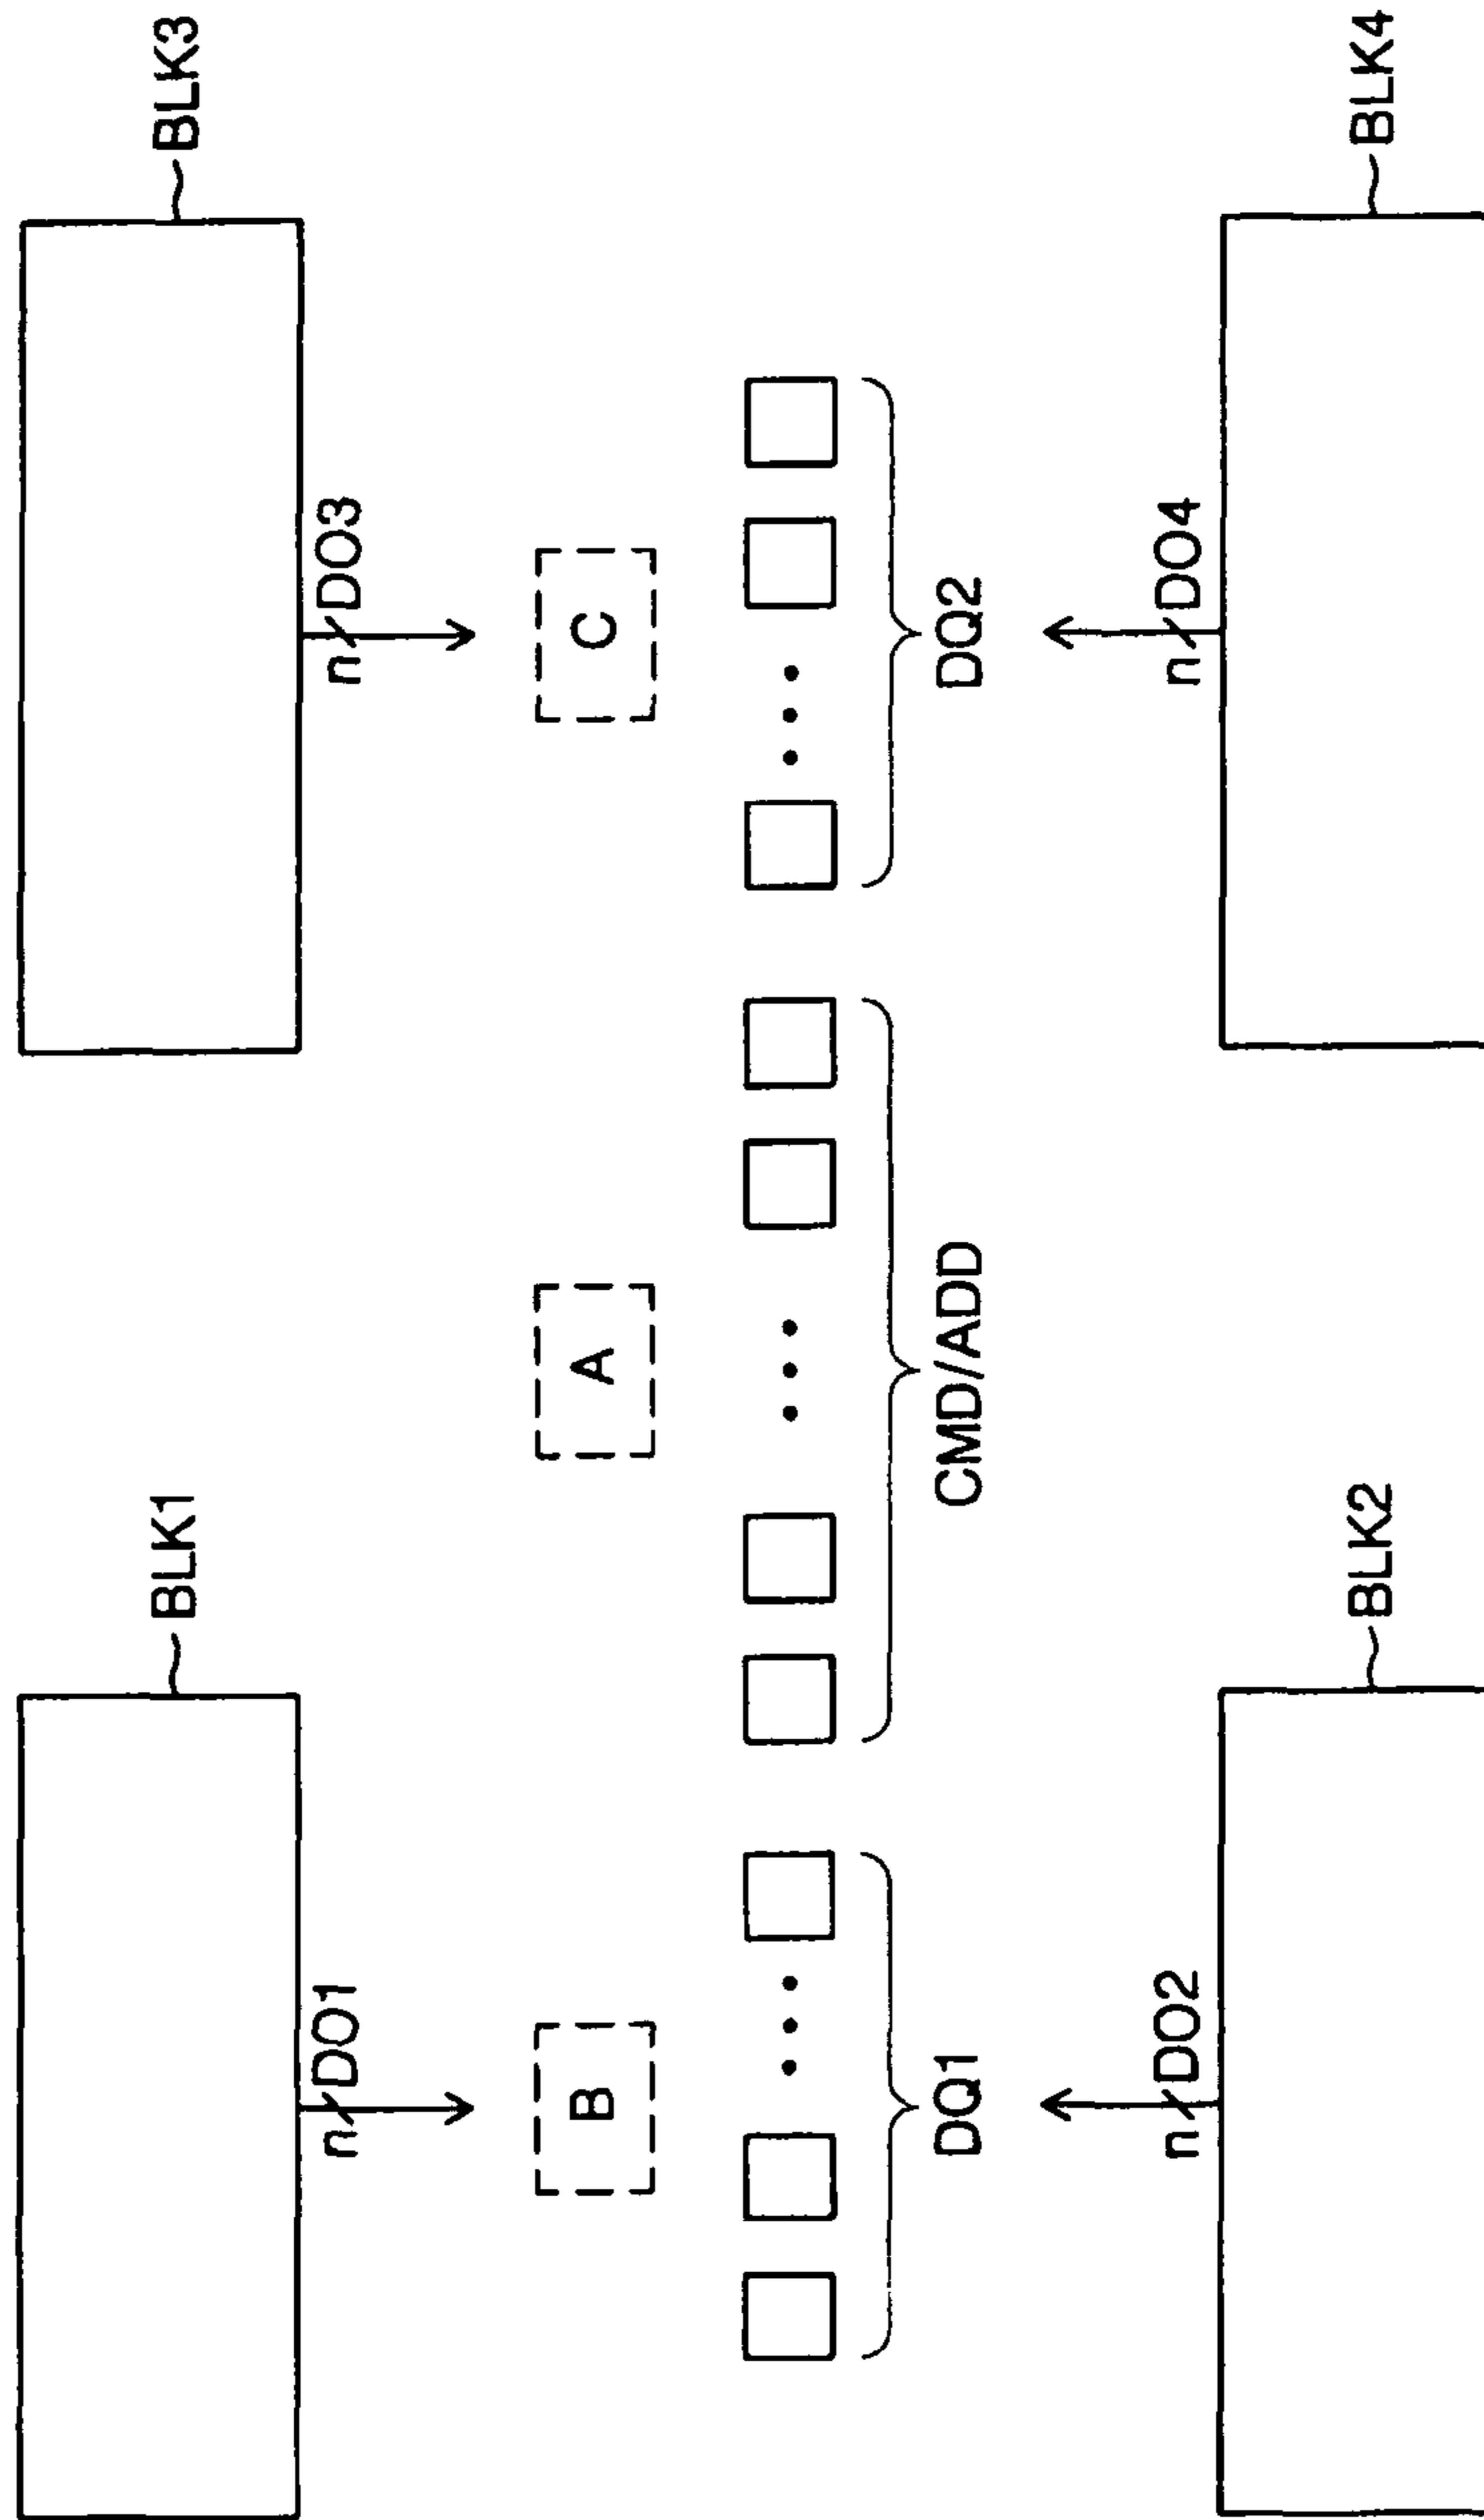 BLK1
BLK3
n DO1
n DO3
B
A
C
DQ1
CMD/ADD
DQ2
n DO2
n DO4
BLK2
BLK4